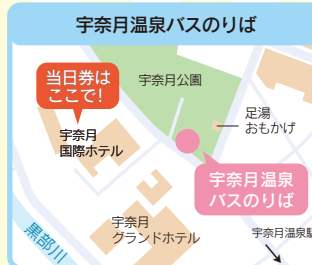 宇奈月温泉バスのりば
当日券は
ここで!
宇奈月公園
足湯
おもかげ
宇奈月
国際ホテル
宇奈月温泉
バスのりば
宇奈月
グランドホテル
黒部川
宇奈月温泉駅